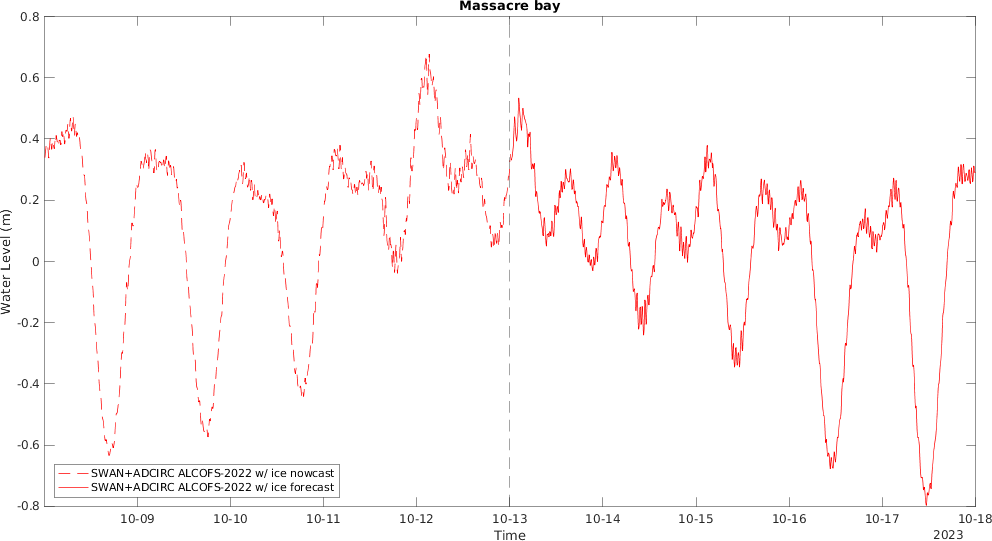 Massacre bay
0.8
0.6
0.4
0.2
0
-0.2
-0.4
-0.6
-0.8
Water Level (m)
SWAN+ADCIRC ALCOFS-2022 w/ ice nowcast
SWAN+ADCIRC ALCOFS-2022 w/ ice forecast
10-09 10-10 10-11 10-12 10-13 10-14 10-15 10-16 10-17 10-18
Time
2023